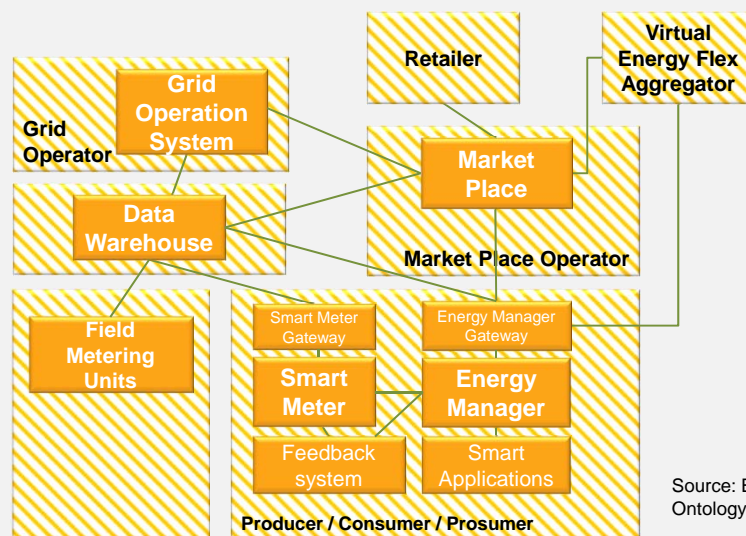 Virtual
Energy Flex
Aggregator
Retailer
Grid
Operation
System
Grid
Operator
Market
Place
Data
Warehouse
Market Place Operator
Smart Meter
Gateway
Energy Manager
Gateway
Field
Metering
Units
Smart
Meter
Energy
Manager
Feedback
system
Smart
Applications
Source: E
Ontology
Producer / Consumer / Prosumer